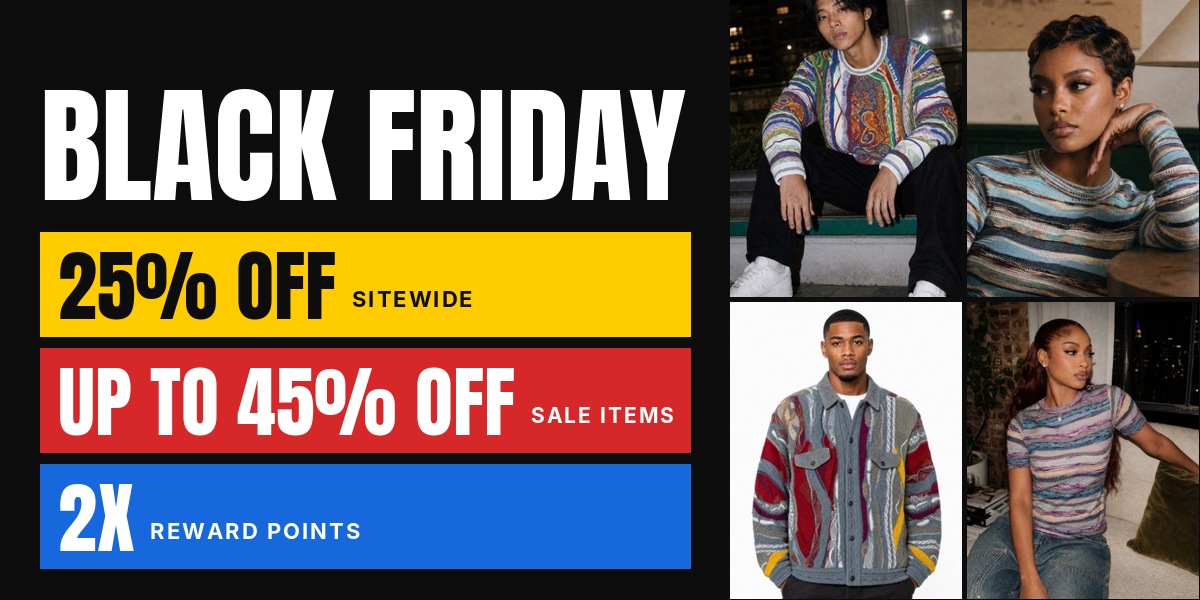 BLACK FRIDAY
25% OFF SITEWIDE
UP TO 45% OFF SALE ITEMS
2X REWARD POINTS